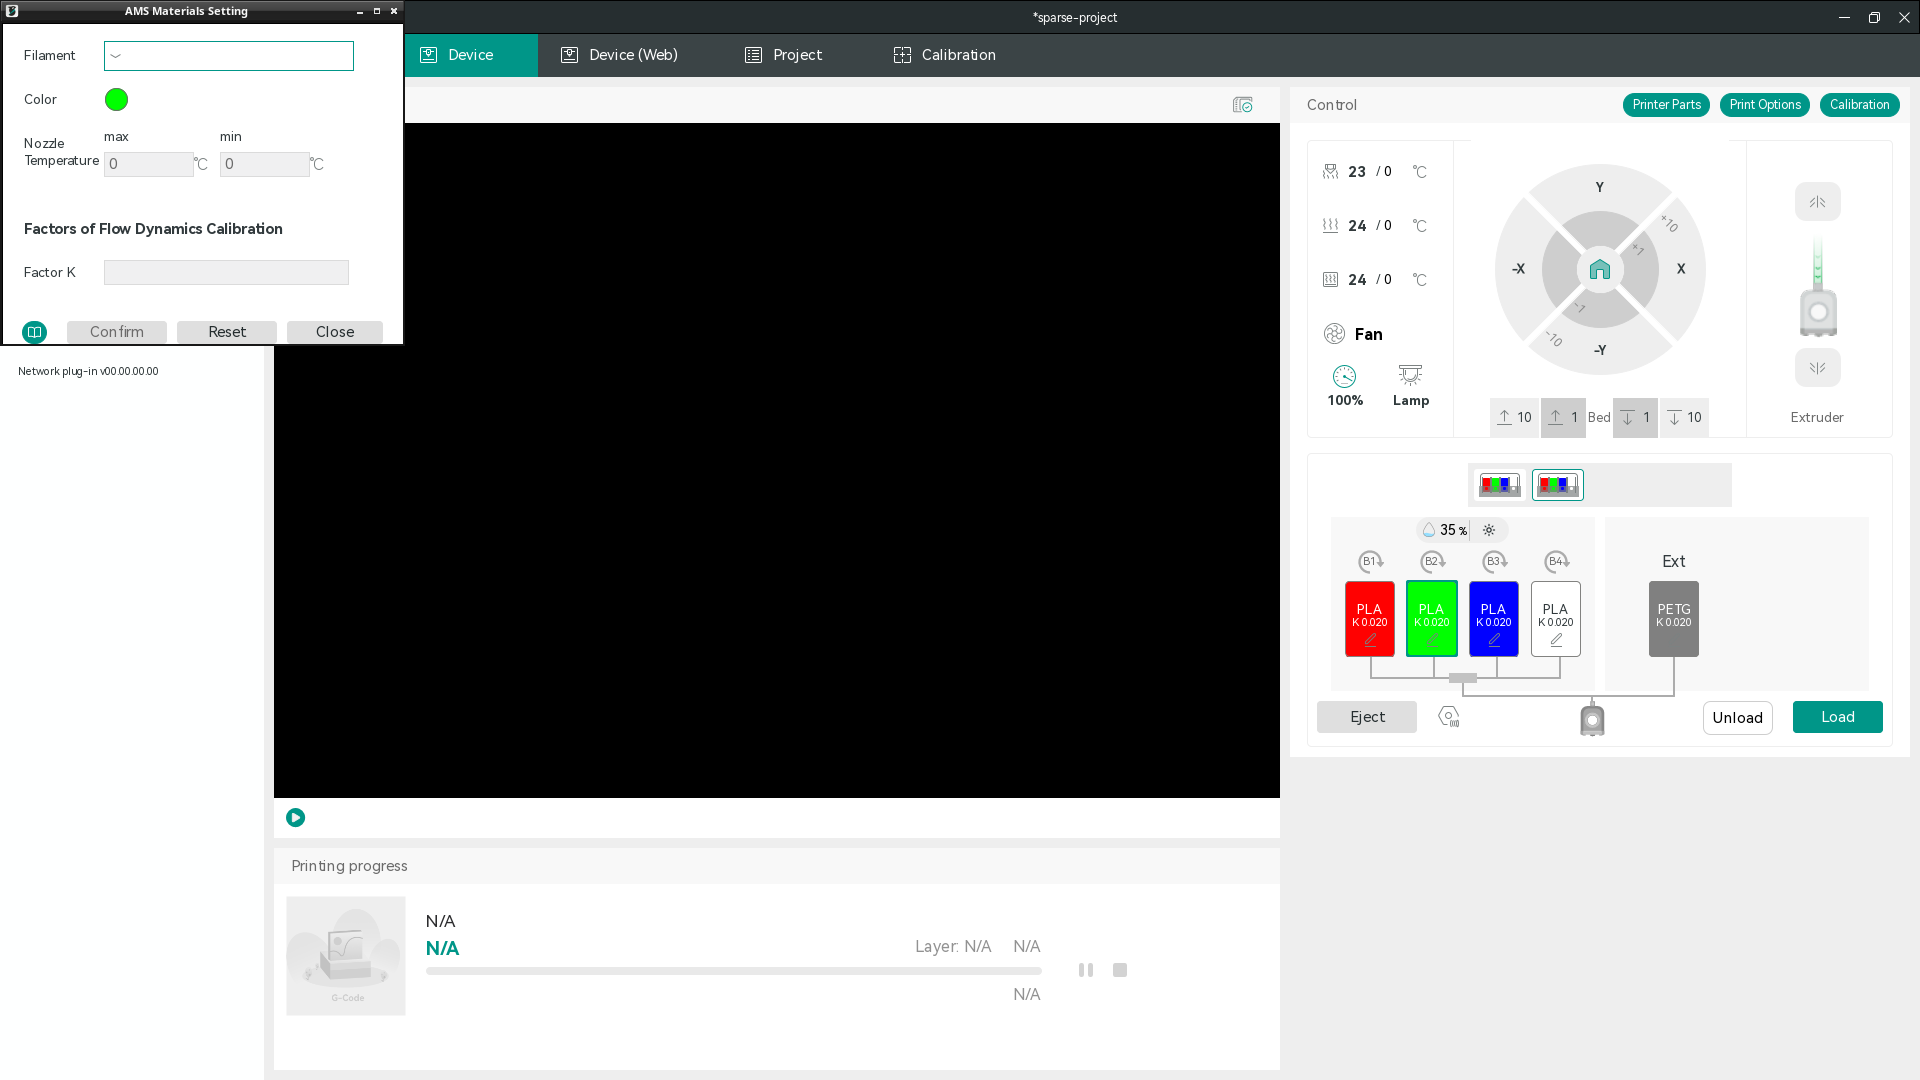 AMS Materials Setting
*sparse-project
Filament
Device
Device (Web)
Project
Calibration
Color
Nozzle
Temperature
max
min
0 ℃
0 ℃
Factors of Flow Dynamics Calibration
Factor K
Confirm
Reset
Close
Network plug-in v00.00.00.00
Control
Printer Parts
Print Options
Calibration
23 / 0 ℃
24 / 0 ℃
24 / 0 ℃
Fan
100%
Lamp
Y
+10
+1
-X
X
-1
-10
-Y
10
1
Bed
1
10
Extruder
35 %
B1
B2
B3
B4
Ext
PLA
K 0.020
PLA
K 0.020
PLA
K 0.020
PLA
K 0.020
PETG
K 0.020
Eject
Unload
Load
Printing progress
N/A
N/A
Layer: N/A
N/A
N/A
G-Code